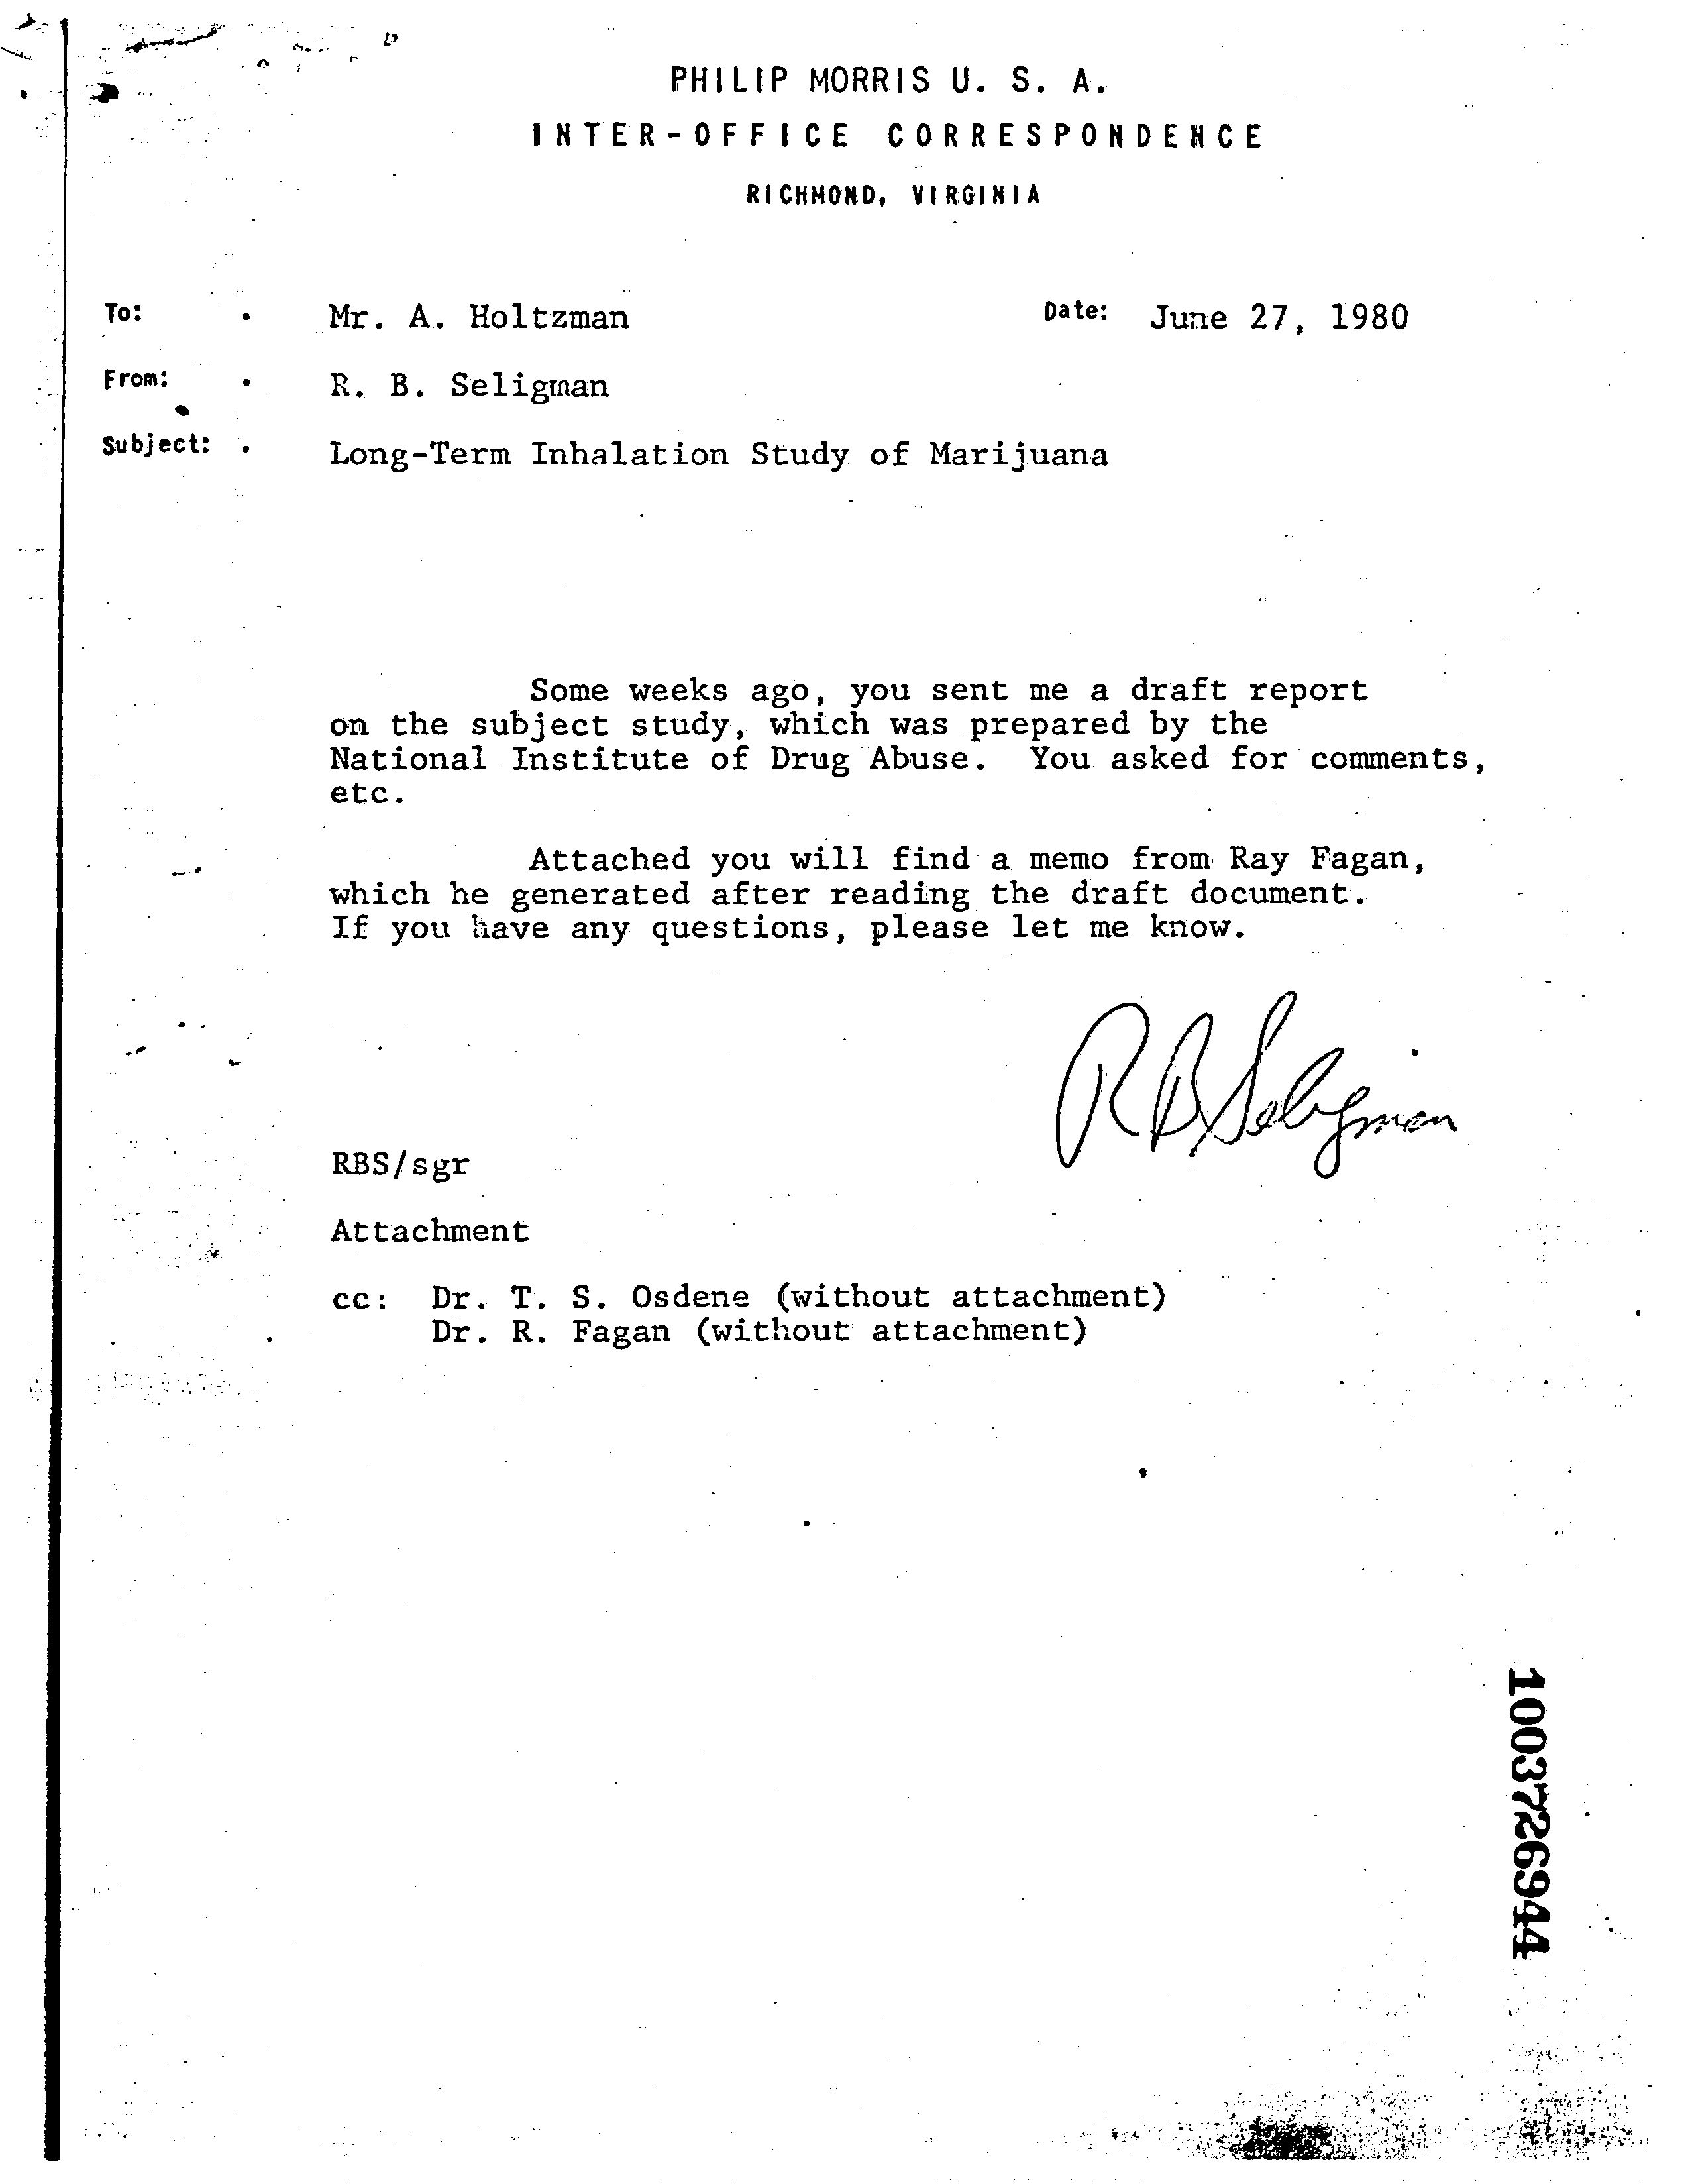 PHILIP MORRIS U. S. A.
INTER-OFFICE CORRESPONDENCE
RICHMOND, VIRGINIA
To: Mr. A. Holtzman Date: June 27, 1980
From: R. B. Seligman
Subject: Long-Term Inhalation Study of Marijuana
Some weeks ago, you sent me a draft report
on the subject study, which was prepared by the
National Institute of Drug Abuse. You asked for comments,
etc.
Attached you will find a memo from Ray Fagan,
which he generated after reading the draft document.
If you have any questions, please let me know.
RB Seligman
RBS/sgr
Attachment
cc: Dr. T. S. Osdene (without attachment)
Dr. R. Fagan (without attachment)
1003726944